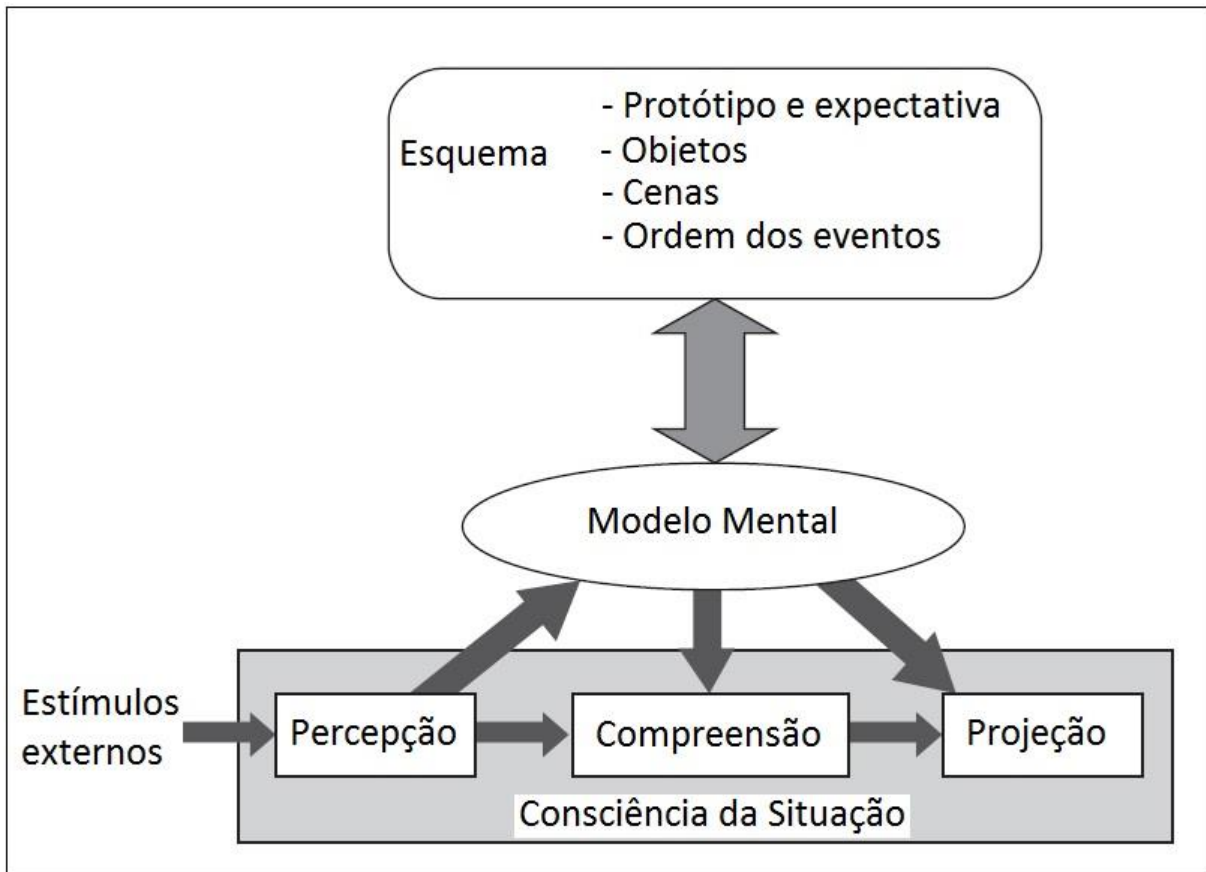 Esquema
- Protótipo e expectativa
- Objetos
- Cenas
- Ordem dos eventos
Modelo Mental
Estímulos
externos
Percepção
Compreensão
Projeção
Consciência da Situação